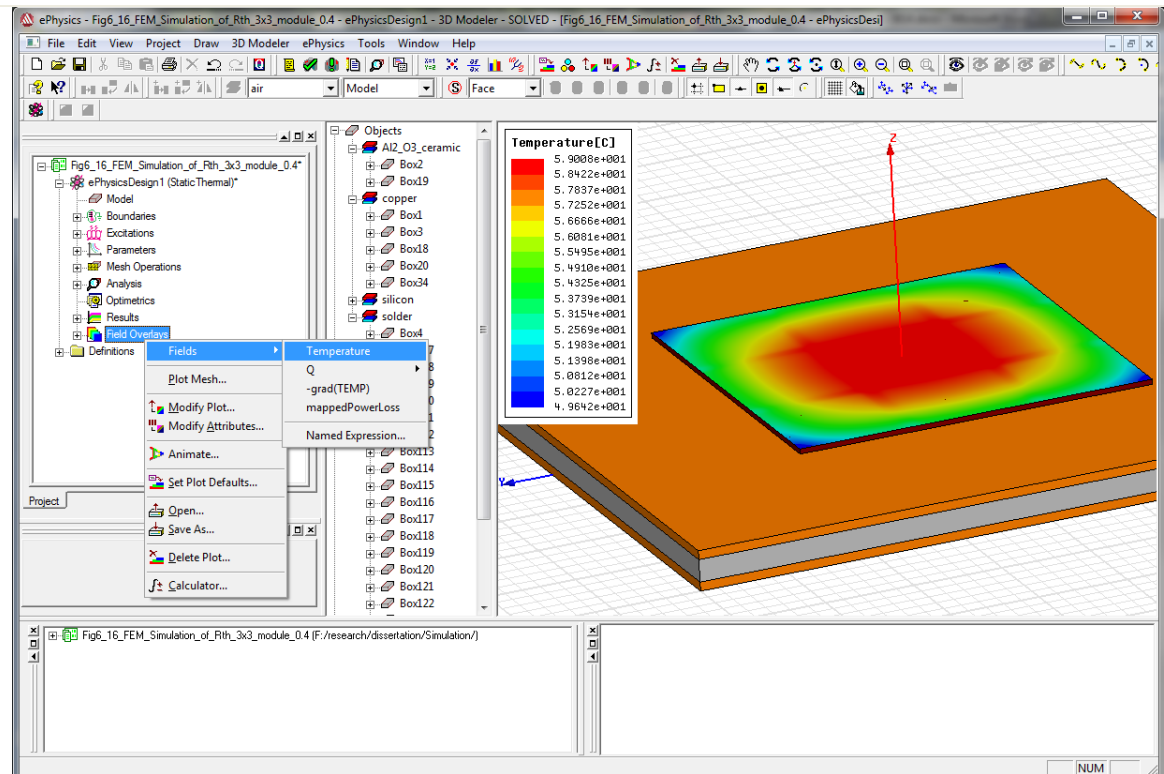 ePhysics - Fig6_16_FEM_Simulation_of_Rth_3x3_module_0.4 - ePhysicsDesign1 - 3D Modeler - SOLVED - [Fig6_16_FEM_Simulation_of_Rth_3x3_module_0.4 - ePhysicsDesi]
File Edit View Project Draw 3D Modeler ePhysics Tools Window Help
air Model Face
Fig6_16_FEM_Simulation_of_Rth_3x3_module_0.4*
ePhysicsDesign1 (StaticThermal)*
Model
Boundaries
Excitations
Parameters
Mesh Operations
Analysis
Optimetrics
Results
Field Overlays
Definitions
Project
Fields
Plot Mesh...
Modify Plot...
Modify Attributes...
Animate...
Set Plot Defaults...
Open...
Save As...
Delete Plot...
Calculator...
Temperature
Q
-grad(TEMP)
mappedPowerLoss
Named Expression...
Objects
Al2_O3_ceramic
Box2
Box19
copper
Box1
Box3
Box18
Box20
Box34
silicon
solder
Box4
7
8
9
0
1
2
Box113
Box114
Box115
Box116
Box117
Box118
Box119
Box120
Box121
Box122
Temperature[C]
5.9008e+001
5.8422e+001
5.7837e+001
5.7252e+001
5.6666e+001
5.6081e+001
5.5495e+001
5.4910e+001
5.4325e+001
5.3739e+001
5.3154e+001
5.2569e+001
5.1983e+001
5.1398e+001
5.0812e+001
5.0227e+001
4.9642e+001
Z
Y
Fig6_16_FEM_Simulation_of_Rth_3x3_module_0.4 (F:/research/dissertation/Simulation/)
NUM